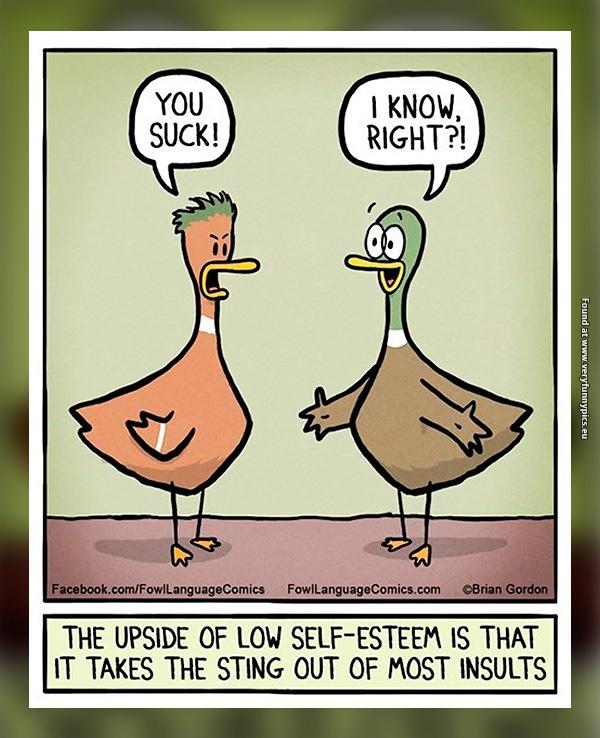 YOU
SUCK!
I KNOW,
RIGHT?!
Facebook.com/FowlLanguageComics FowlLanguageComics.com ©Brian Gordon
THE UPSIDE OF LOW SELF-ESTEEM IS THAT
IT TAKES THE STING OUT OF MOST INSULTS
Found at www.veryfunnypics.eu